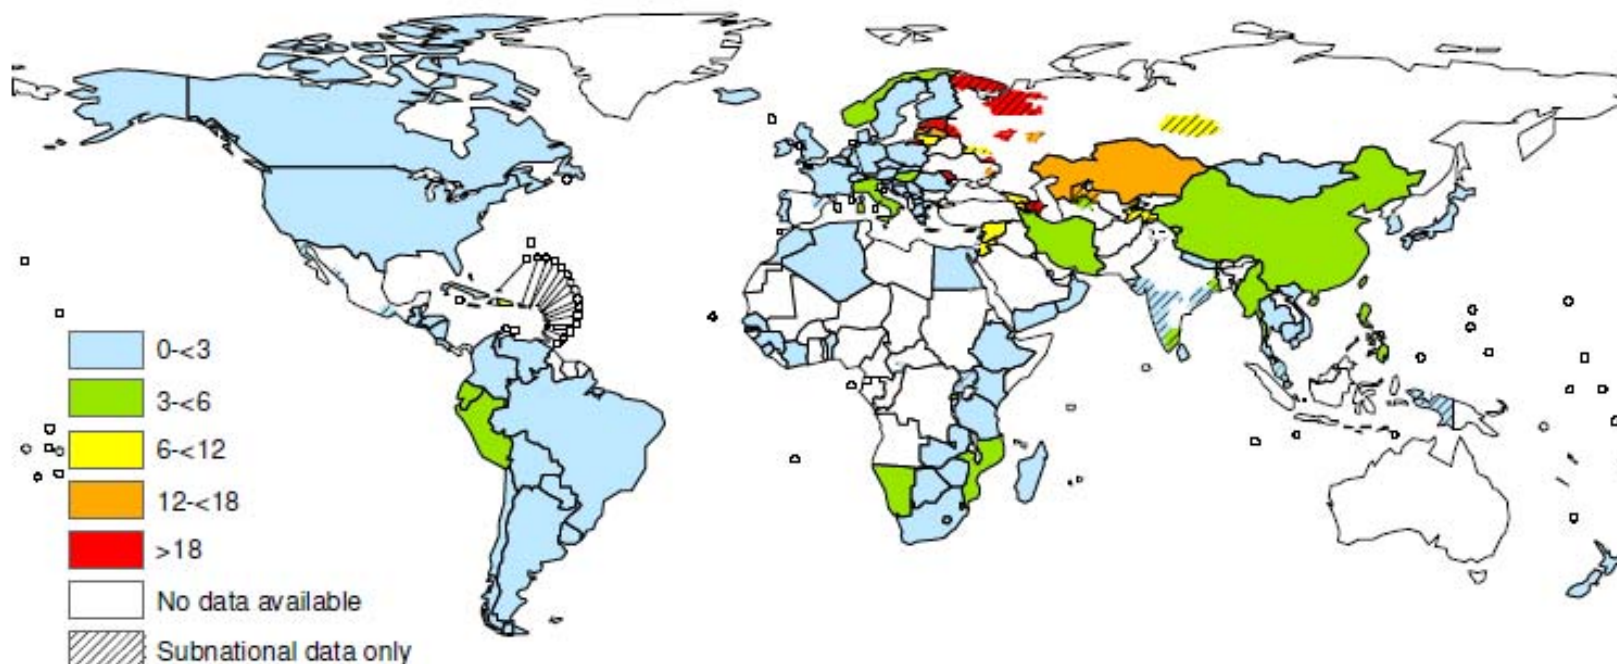 0-<3
3-<6
6-<12
12-<18
>18
No data available
Subnational data only